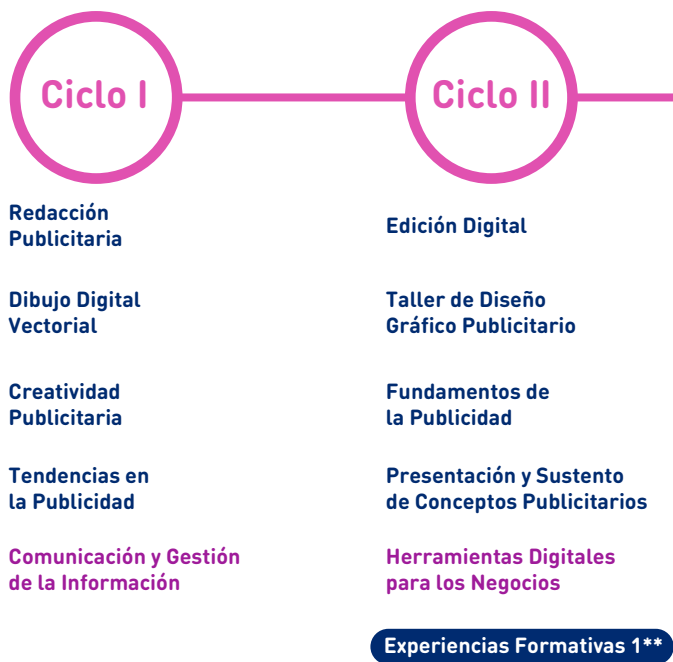 Ciclo I
Redacción
Publicitaria
Dibujo Digital
Vectorial
Creatividad
Publicitaria
Tendencias en
la Publicidad
Comunicación y Gestión
de la Información
Ciclo II
Edición Digital
Taller de Diseño
Gráfico Publicitario
Fundamentos de
la Publicidad
Presentación y Sustento
de Conceptos Publicitarios
Herramientas Digitales
para los Negocios
Experiencias Formativas 1**